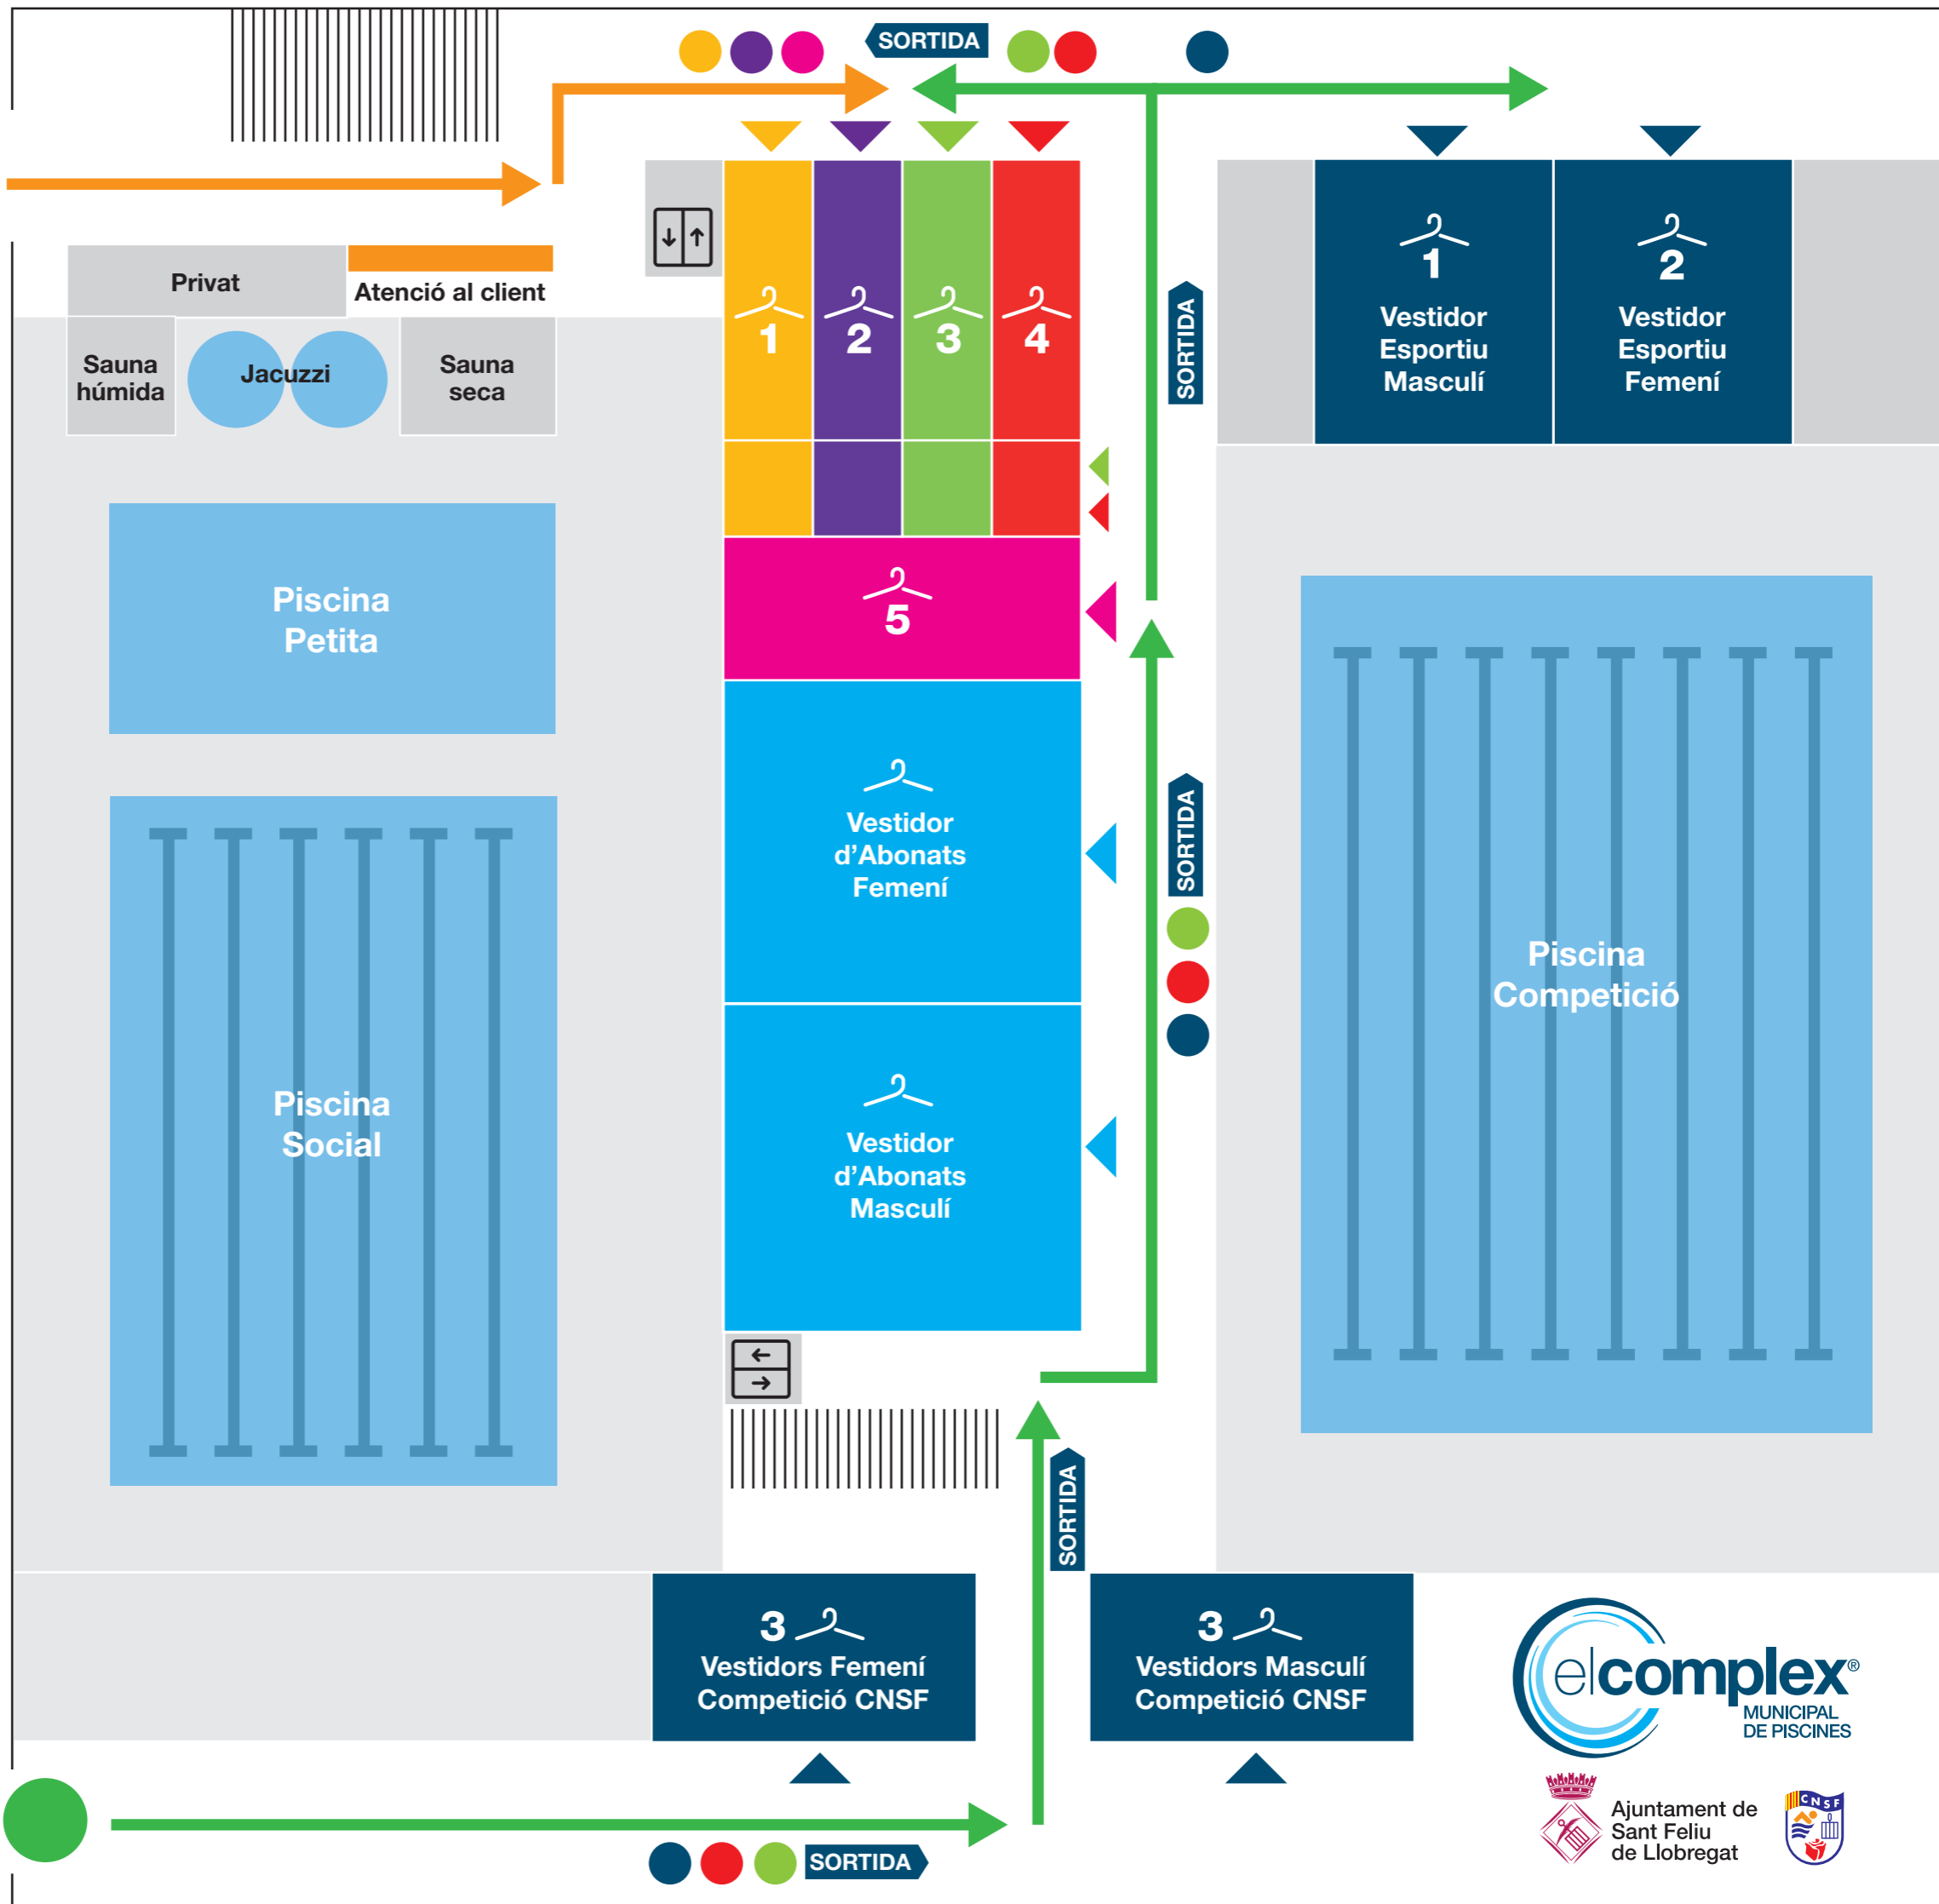 SORTIDA
Privat
Atenció al client
Sauna
húmida
Jacuzzi
Sauna
seca
1
2
3
4
SORTIDA
1
Vestidor
Esportiu
Masculí
2
Vestidor
Esportiu
Femení
Piscina
Petita
5
Vestidor
d'Abonats
Femení
SORTIDA
Piscina
Competició
Piscina
Social
Vestidor
d'Abonats
Masculí
SORTIDA
3
Vestidors Femení
Competició CNSF
3
Vestidors Masculí
Competició CNSF
elcomplex®
MUNICIPAL
DE PISCINES
Ajuntament de
Sant Feliu
de Llobregat
CNSF
SORTIDA